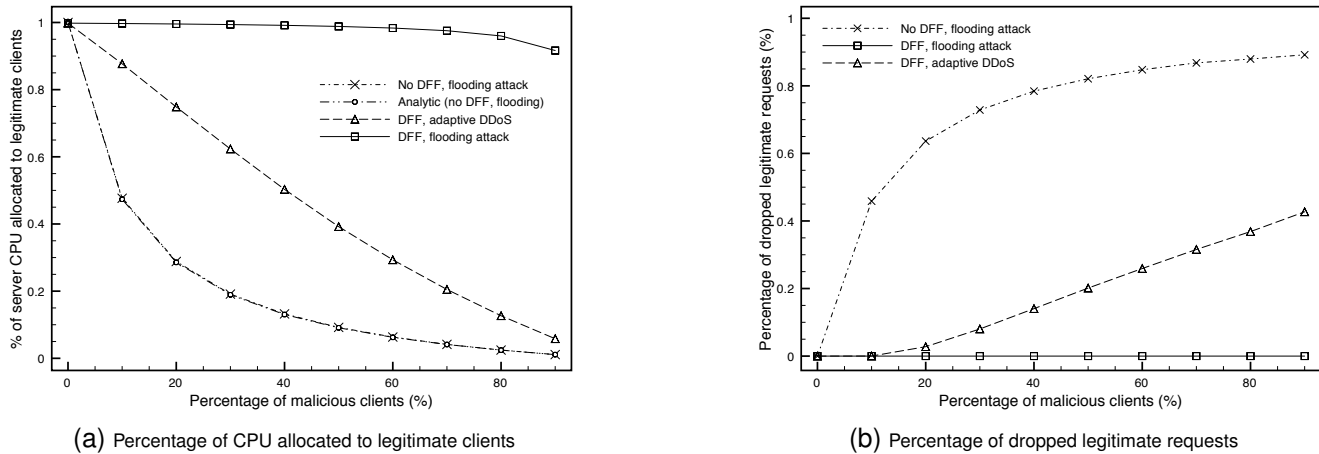 % of server CPU allocated to legitimate clients
1
0.8
0.6
0.4
0.2
0
No DFF, flooding attack
Analytic (no DFF, flooding)
DFF, adaptive DDoS
DFF, flooding attack
0 20 40 60 80
Percentage of malicious clients (%)
(a) Percentage of CPU allocated to legitimate clients
Percentage of dropped legitimate requests (%)
1
0.8
0.6
0.4
0.2
0
No DFF, flooding attack
DFF, flooding attack
DFF, adaptive DDoS
0 20 40 60 80
Percentage of malicious clients (%)
(b) Percentage of dropped legitimate requests